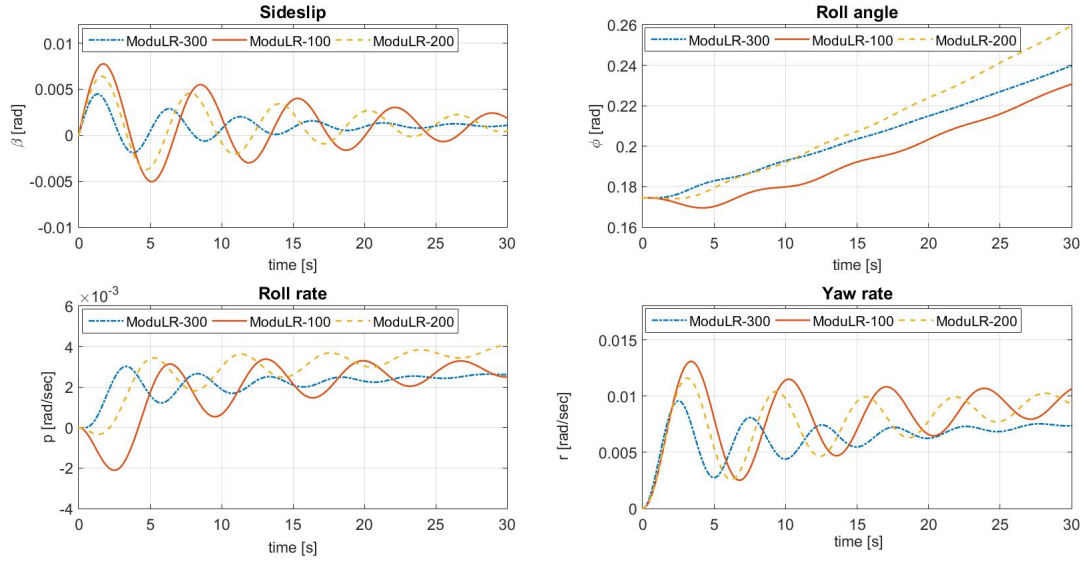 Sideslip
ModuLR-300 ModuLR-100 ModuLR-200
0.01
0.005
0
-0.005
-0.01
β [rad]
0 5 10 15 20 25 30
time [s]
Roll angle
ModuLR-300 ModuLR-100 ModuLR-200
0.26
0.24
0.22
0.2
0.18
0.16
ϕ [rad]
0 5 10 15 20 25 30
time [s]
Roll rate
×10⁻³
ModuLR-300 ModuLR-100 ModuLR-200
6
4
2
0
-2
-4
p [rad/sec]
0 5 10 15 20 25 30
time [s]
Yaw rate
ModuLR-300 ModuLR-100 ModuLR-200
0.015
0.01
0.005
0
r [rad/sec]
0 5 10 15 20 25 30
time [s]